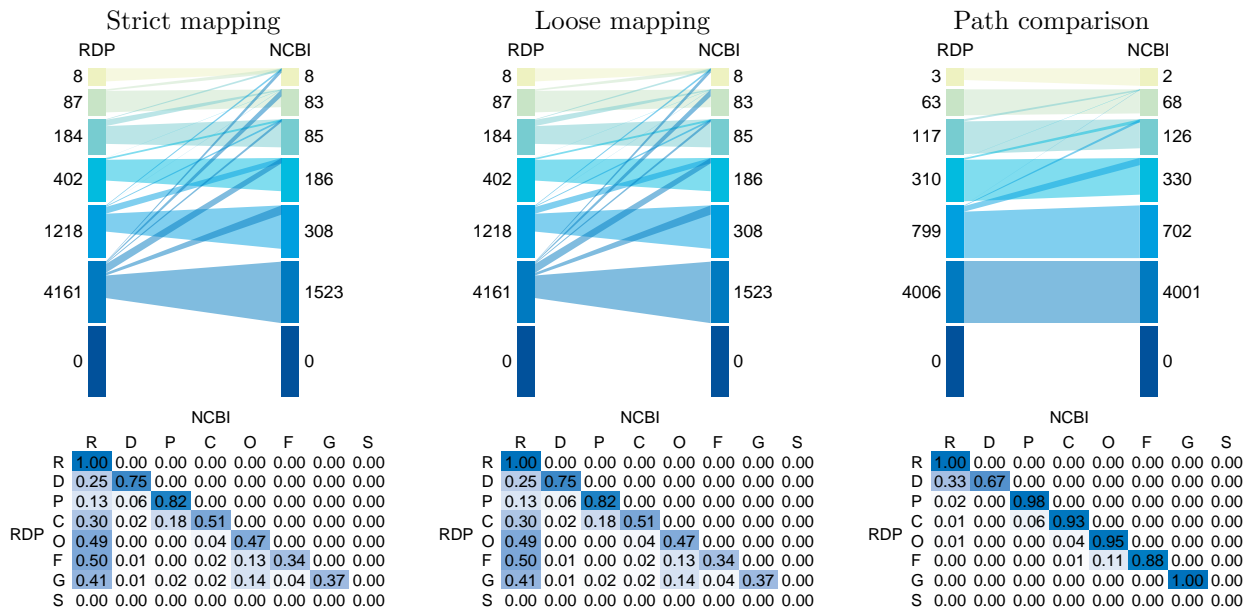 Strict mapping Loose mapping Path comparison
RDP NCBI RDP NCBI RDP NCBI
8 8 8 8 3 2
87 83 87 83 63 68
184 85 184 85 117 126
402 186 402 186 310 330
1218 308 1218 308 799 702
4161 1523 4161 1523 4006 4001
0 0 0 0 0 0
NCBI NCBI NCBI
R D P C O F G S R D P C O F G S R D P C O F G S
R 1.00 0.00 0.00 0.00 0.00 0.00 0.00 0.00 R 1.00 0.00 0.00 0.00 0.00 0.00 0.00 0.00 R 1.00 0.00 0.00 0.00 0.00 0.00 0.00 0.00
D 0.25 0.75 0.00 0.00 0.00 0.00 0.00 0.00 D 0.25 0.75 0.00 0.00 0.00 0.00 0.00 0.00 D 0.33 0.67 0.00 0.00 0.00 0.00 0.00 0.00
P 0.13 0.06 0.82 0.00 0.00 0.00 0.00 0.00 P 0.13 0.06 0.82 0.00 0.00 0.00 0.00 0.00 P 0.02 0.00 0.98 0.00 0.00 0.00 0.00 0.00
C 0.30 0.02 0.18 0.51 0.00 0.00 0.00 0.00 C 0.30 0.02 0.18 0.51 0.00 0.00 0.00 0.00 C 0.01 0.00 0.06 0.93 0.00 0.00 0.00 0.00
RDP RDP RDP
O 0.49 0.00 0.00 0.04 0.47 0.00 0.00 0.00 O 0.49 0.00 0.00 0.04 0.47 0.00 0.00 0.00 O 0.01 0.00 0.00 0.04 0.95 0.00 0.00 0.00
F 0.50 0.01 0.00 0.02 0.13 0.34 0.00 0.00 F 0.50 0.01 0.00 0.02 0.13 0.34 0.00 0.00 F 0.00 0.00 0.00 0.01 0.11 0.88 0.00 0.00
G 0.41 0.01 0.02 0.02 0.14 0.04 0.37 0.00 G 0.41 0.01 0.02 0.02 0.14 0.04 0.37 0.00 G 0.00 0.00 0.00 0.00 0.00 0.00 1.00 0.00
S 0.00 0.00 0.00 0.00 0.00 0.00 0.00 0.00 S 0.00 0.00 0.00 0.00 0.00 0.00 0.00 0.00 S 0.00 0.00 0.00 0.00 0.00 0.00 0.00 0.00